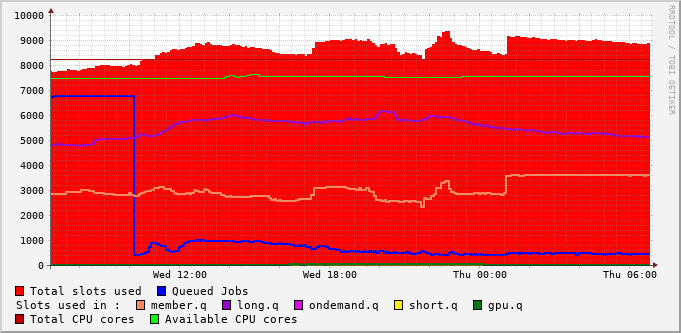 10000
9000
8000
7000
6000
5000
4000
3000
2000
1000
0
Wed 12:00 Wed 18:00 Thu 00:00 Thu 06:00
RRDTOOL / TOBI OETIKER
Total slots used Queued Jobs
Slots used in : member.q long.q ondemand.q short.q gpu.q
Total CPU cores Available CPU cores